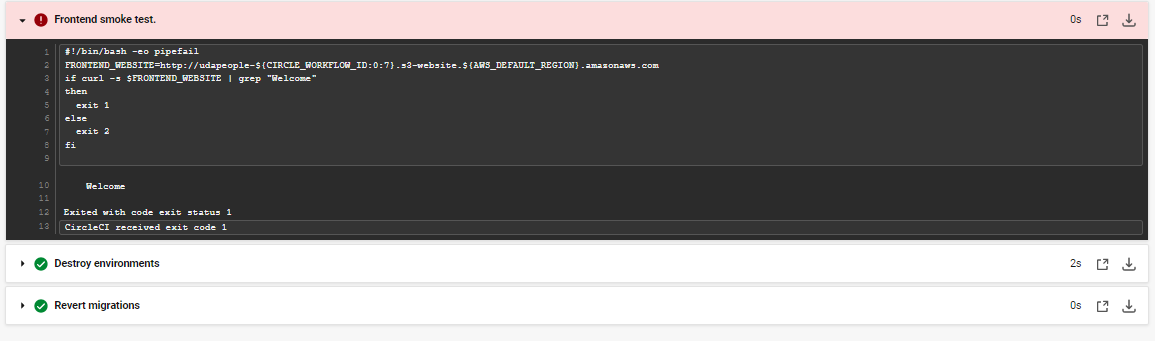 Frontend smoke test. 0s
1 #!/bin/bash -eo pipefail
2 FRONTEND_WEBSITE=http://udapeople-${CIRCLE_WORKFLOW_ID:0:7}.s3-website.${AWS_DEFAULT_REGION}.amasonaws.com
3 if curl -s $FRONTEND_WEBSITE | grep "Welcome"
4 then
5 exit 1
6 else
7 exit 2
8 fi
9
10 Welcome
11
12 Exited with code exit status 1
13 CircleCI received exit code 1
Destroy environments 2s
Revert migrations 0s